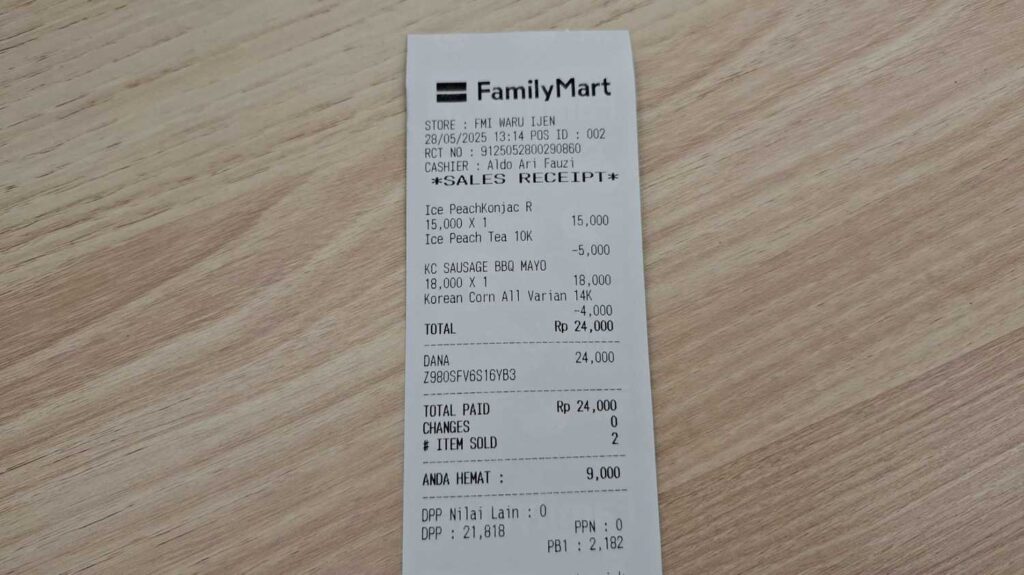 FamilyMart
STORE : FMI WARU IJEN
28/05/2025 13:14 POS ID : 002
RCT NO : 9125052800290860
CASHIER : Aldo Ari Fauzi
*SALES RECEIPT*
Ice PeachKonjac R
15,000 X 1 15,000
Ice Peach Tea 10K
-5,000
KC SAUSAGE BBQ MAYO
18,000 X 1 18,000
Korean Corn All Varian 14K
-4,000
TOTAL Rp 24,000
DANA 24,000
Z980SFV6S16YB3
TOTAL PAID Rp 24,000
CHANGES 0
# ITEM SOLD 2
ANDA HEMAT : 9,000
DPP Nilai Lain : 0
DPP : 21,818 PPN : 0
PB1 : 2,182